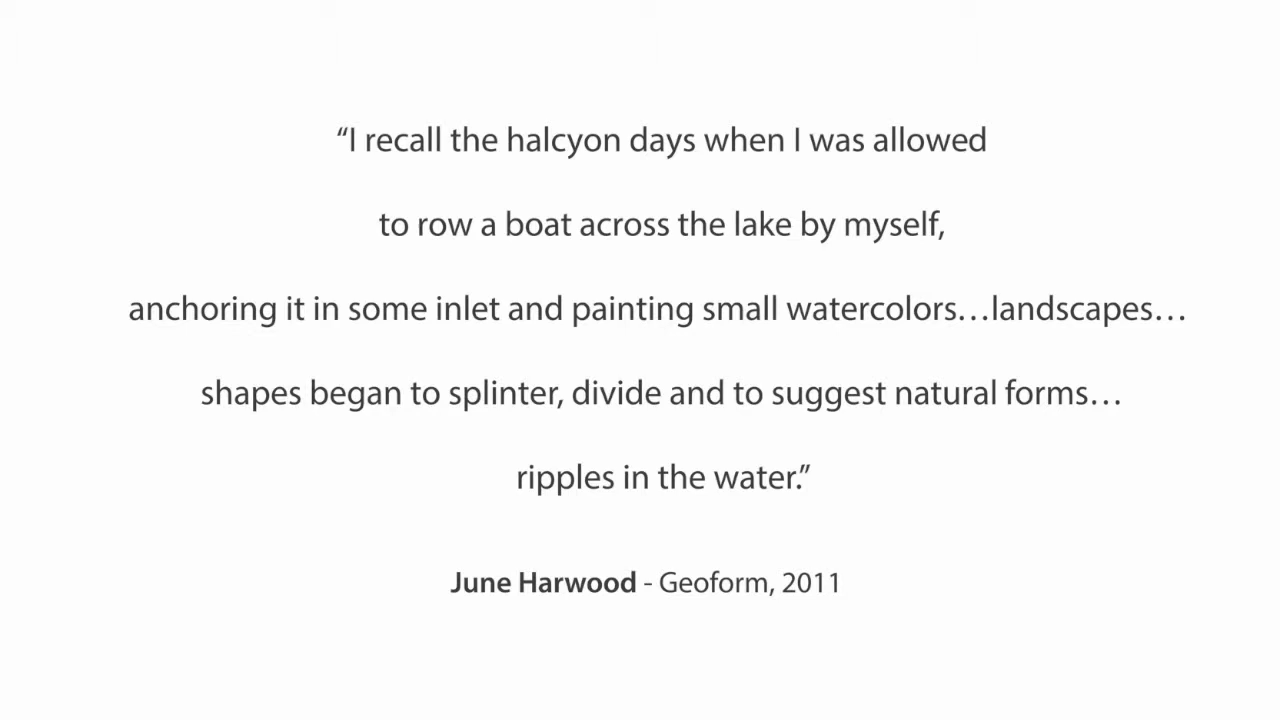 “I recall the halcyon days when I was allowed
to row a boat across the lake by myself,
anchoring it in some inlet and painting small watercolors…landscapes…
shapes began to splinter, divide and to suggest natural forms…
ripples in the water.”
June Harwood - Geoform, 2011